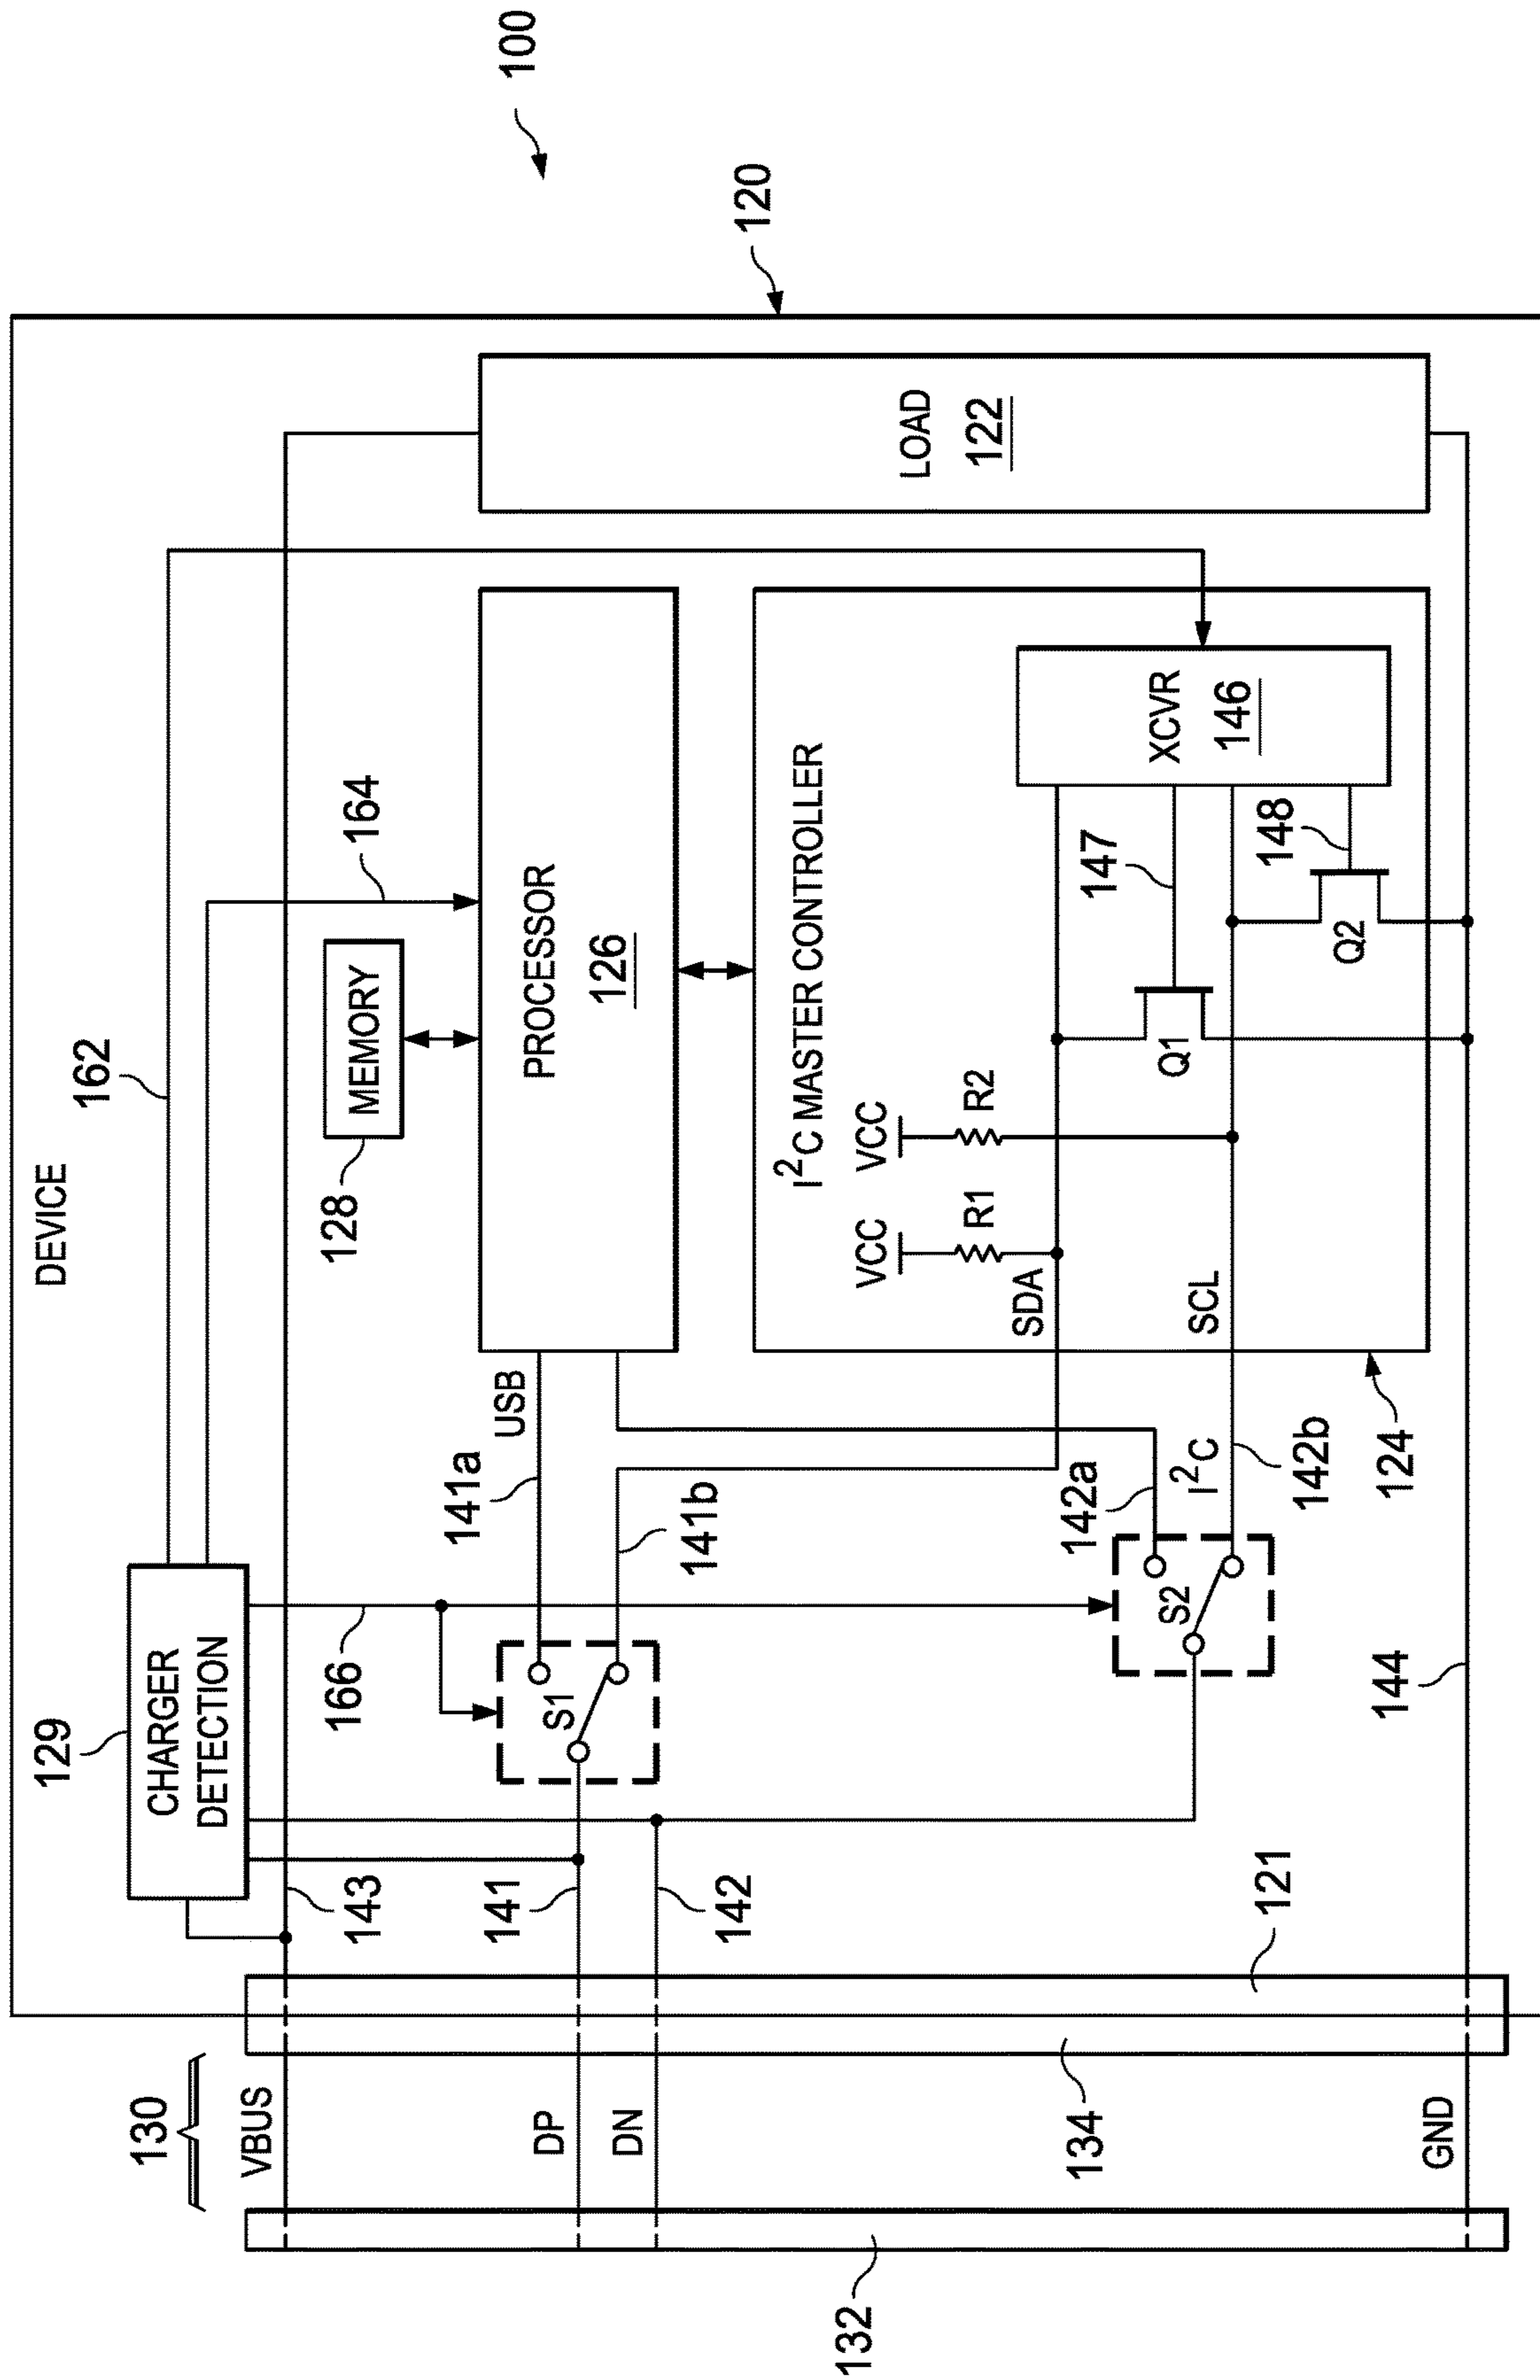 100
120
DEVICE
162
164
MEMORY
128
129
CHARGER
DETECTION
166
143
130
VBUS
141
142
DP
DN
GND
132
134
121
144
S1
S2
141a
USB
141b
142a
I2C
142b
124
PROCESSOR
126
I2C MASTER CONTROLLER
VCC
R1
VCC
R2
SDA
SCL
Q1
147
Q2
148
XCVR
146
LOAD
122